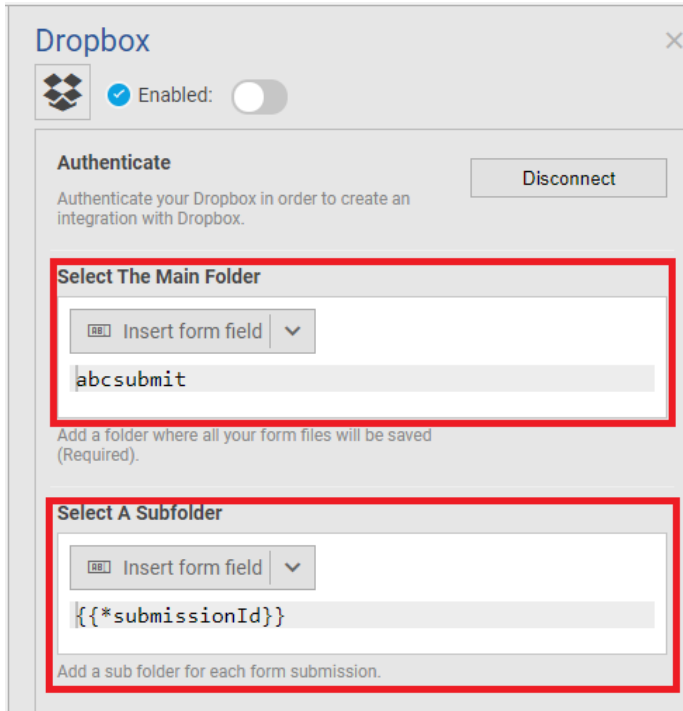 Dropbox
Enabled:
Authenticate
Disconnect
Authenticate your Dropbox in order to create an
integration with Dropbox.
Select The Main Folder
Insert form field
abcsubmit
Add a folder where all your form files will be saved
(Required).
Select A Subfolder
Insert form field
{{*submissionId}}
Add a sub folder for each form submission.